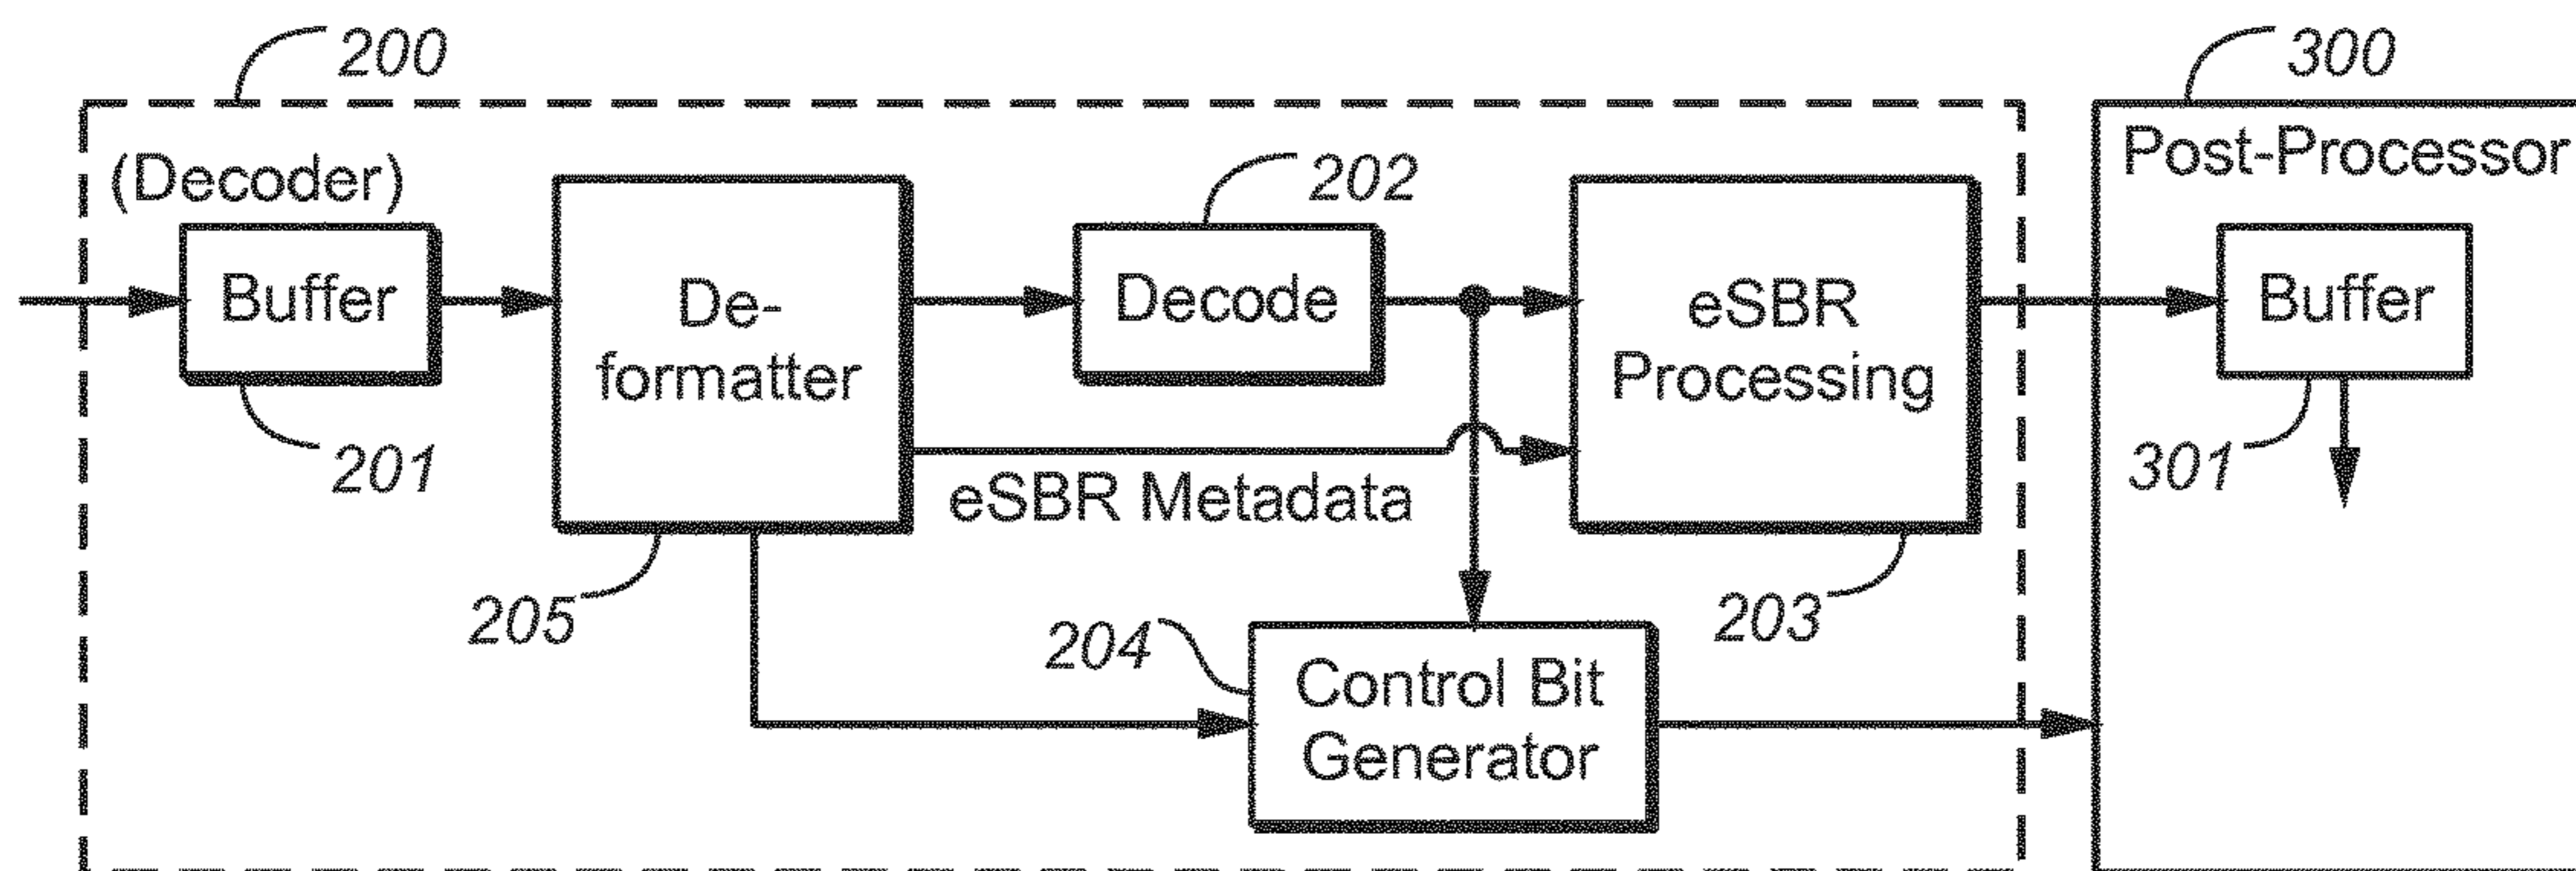 200
300
(Decoder)
202
Post-Processor
Buffer
De-
formatter
Decode
eSBR
Processing
Buffer
201
eSBR Metadata
301
205
204
203
Control Bit
Generator